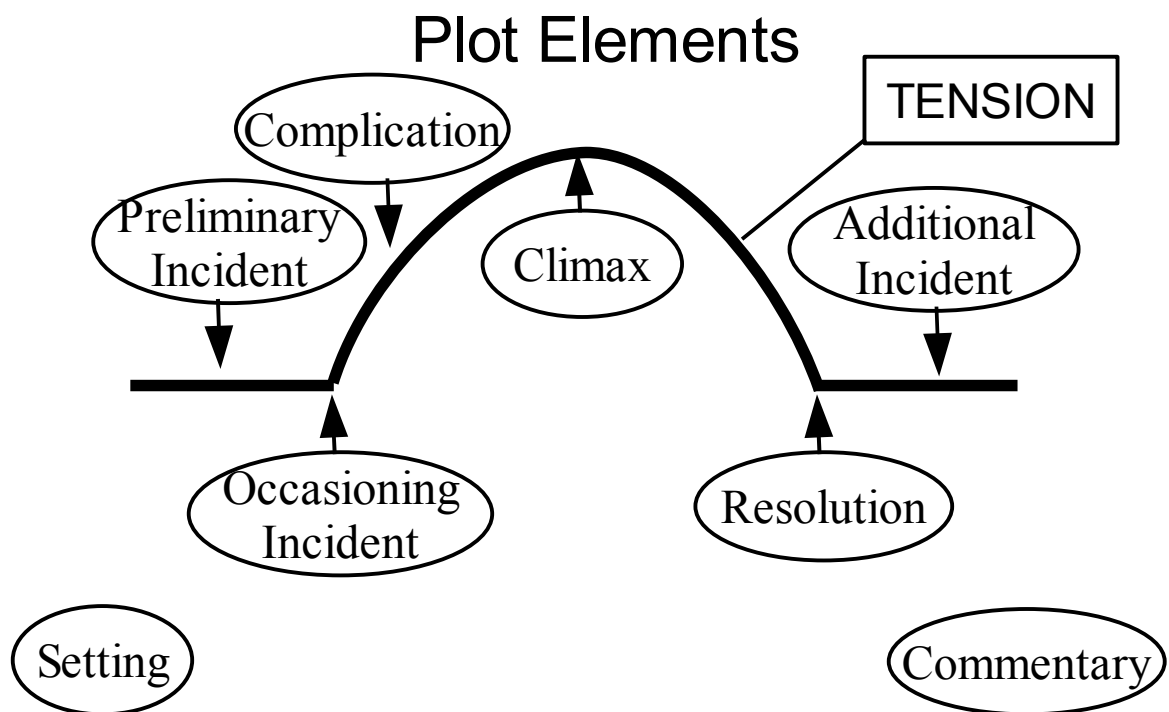 Plot Elements
TENSION
Complication
Preliminary
Incident
Climax
Additional
Incident
Occasioning
Incident
Resolution
Setting
Commentary